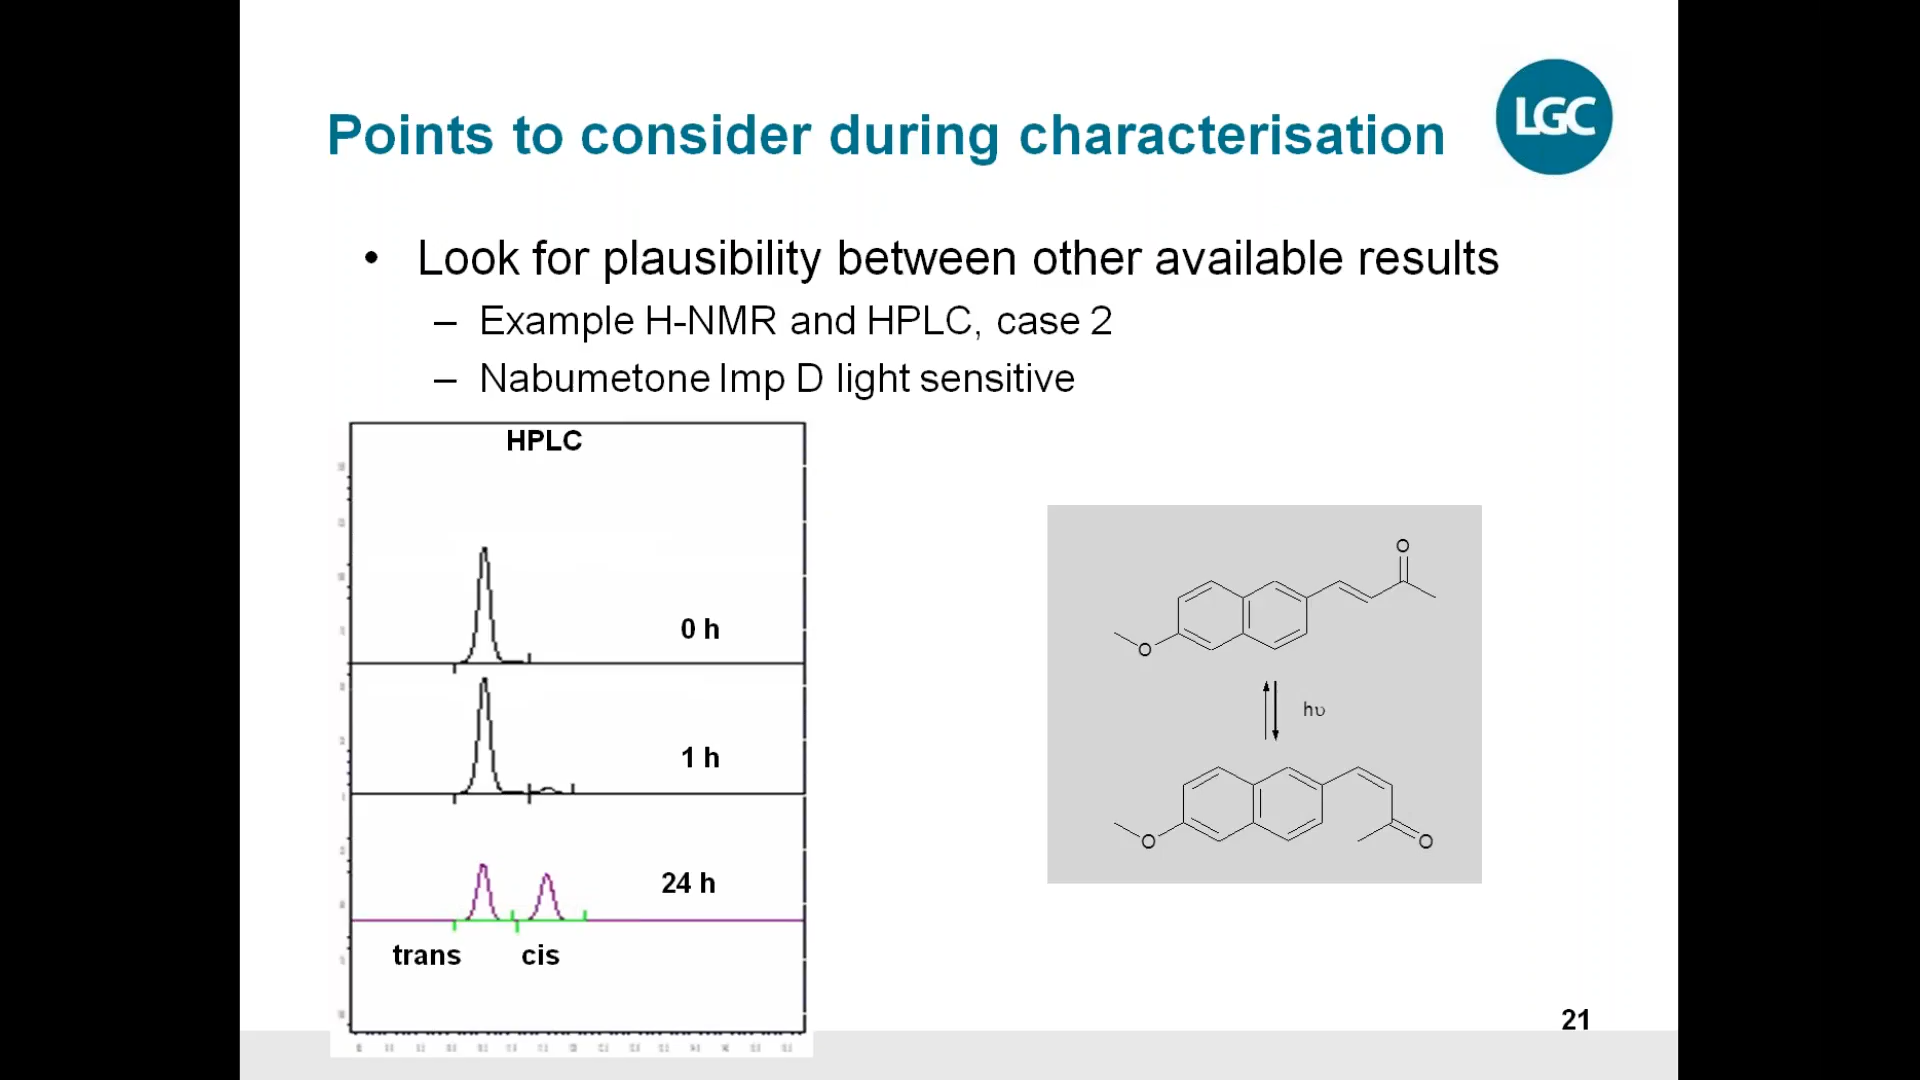 LGC
Points to consider during characterisation
• Look for plausibility between other available results
– Example H-NMR and HPLC, case 2
– Nabumetone Imp D light sensitive
HPLC
0 h
1 h
24 h
trans cis
O
O
hυ
O
O
21